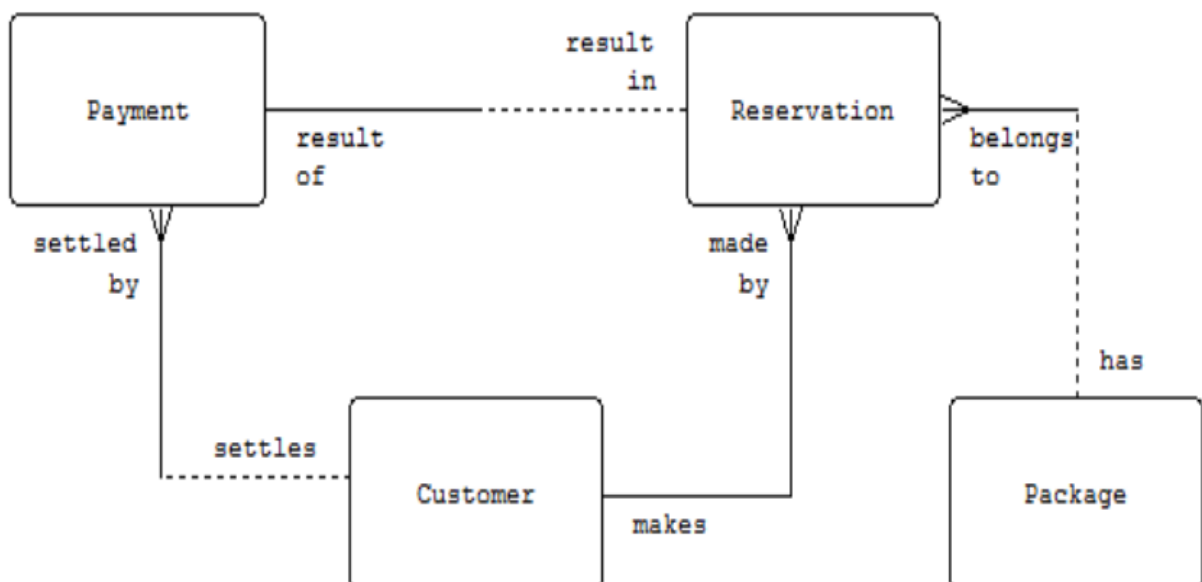 result
in
Payment
Reservation
result
of
belongs
to
settled
by
made
by
has
settles
Customer
Package
makes